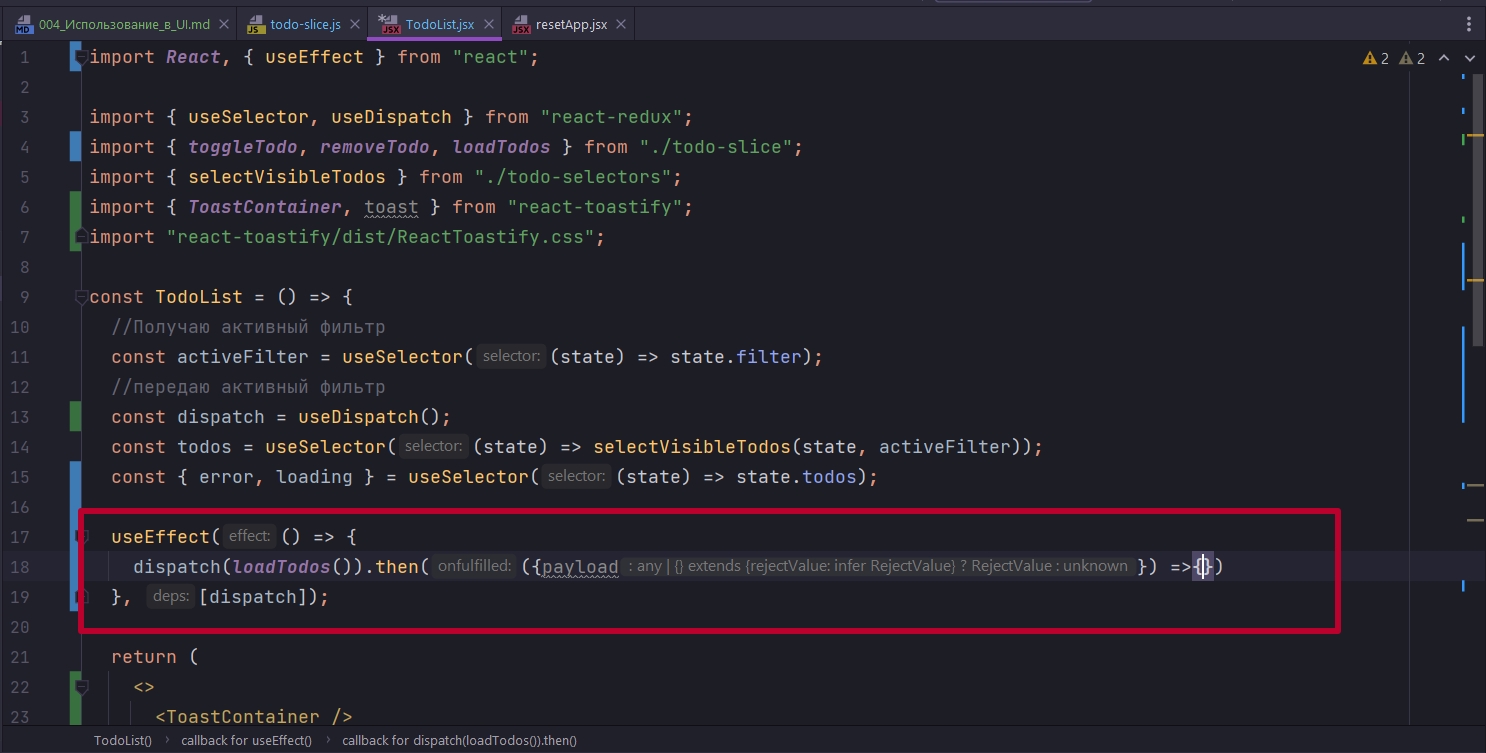 004_Использование_в_UI.md todo-slice.js TodoList.jsx resetApp.jsx
1 import React, { useEffect } from "react"; 2 2
2
3 import { useSelector, useDispatch } from "react-redux";
4 import { toggleTodo, removeTodo, loadTodos } from "./todo-slice";
5 import { selectVisibleTodos } from "./todo-selectors";
6 import { ToastContainer, toast } from "react-toastify";
7 import "react-toastify/dist/ReactToastify.css";
8
9 const TodoList = () => {
10 //Получаю активный фильтр
11 const activeFilter = useSelector( selector: (state) => state.filter);
12 //передаю активный фильтр
13 const dispatch = useDispatch();
14 const todos = useSelector( selector: (state) => selectVisibleTodos(state, activeFilter));
15 const { error, loading } = useSelector( selector: (state) => state.todos);
16
17 useEffect( effect: () => {
18 dispatch(loadTodos()).then( onfulfilled: ({payload : any | {} extends {rejectValue: infer RejectValue} ? RejectValue : unknown }) =>{})
19 }, deps: [dispatch]);
20
21 return (
22 <>
23 <ToastContainer />
TodoList() › callback for useEffect() › callback for dispatch(loadTodos()).then()